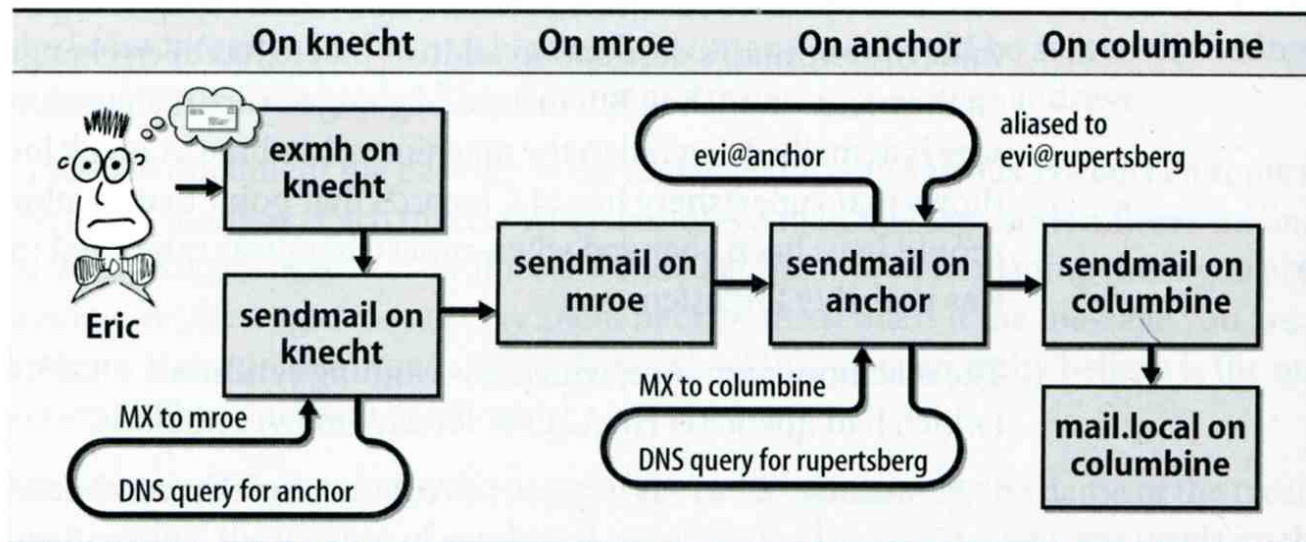 On knecht
On mroe
On anchor
On columbine
exmh on
knecht
Eric
sendmail on
knecht
MX to mroe
DNS query for anchor
sendmail on
mroe
evi@anchor
aliased to
evi@rupertsberg
sendmail on
anchor
MX to columbine
DNS query for rupertsberg
sendmail on
columbine
mail.local on
columbine